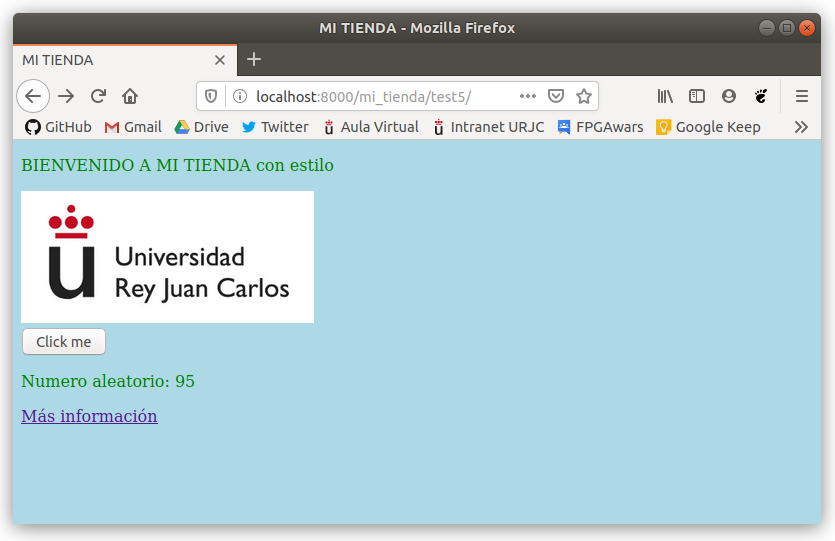 MI TIENDA - Mozilla Firefox
MI TIENDA
localhost:8000/mi_tienda/test5/
GitHub Gmail Drive Twitter Aula Virtual Intranet URJC FPGAwars Google Keep
BIENVENIDO A MI TIENDA con estilo
u Universidad
Rey Juan Carlos
Click me
Numero aleatorio: 95
Más información